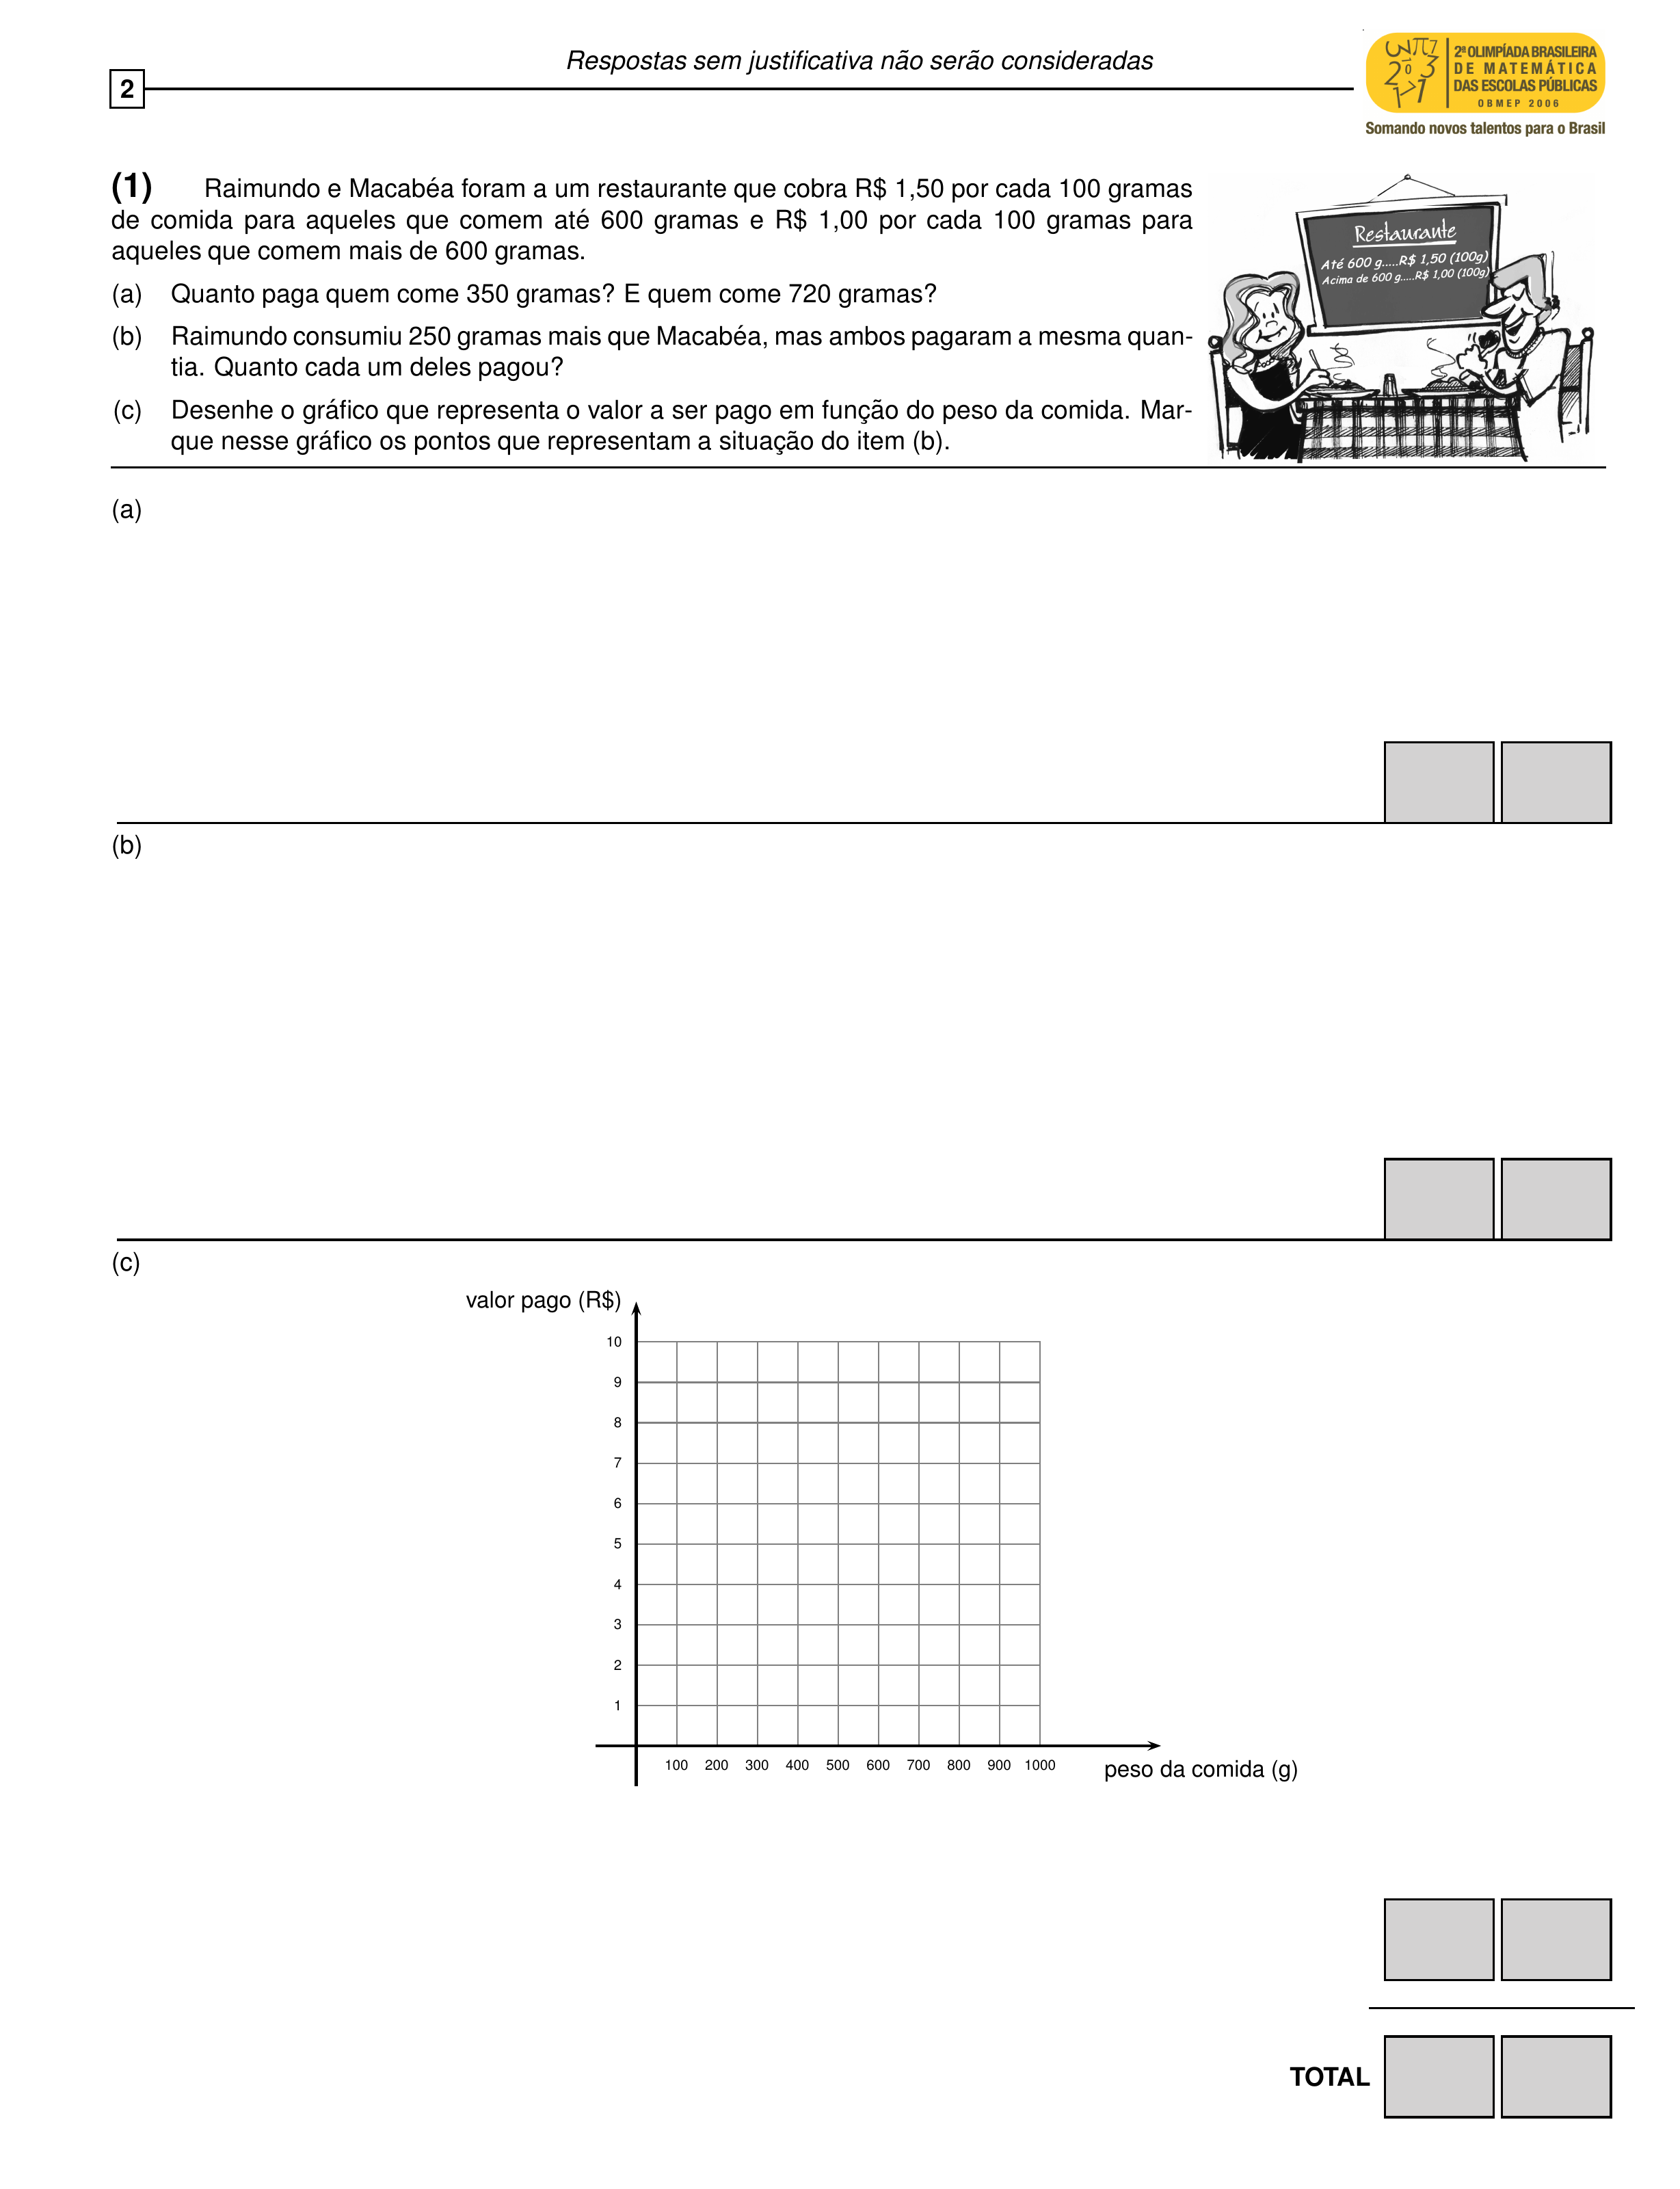 Respostas sem justificativa não serão consideradas
2
2ª OLIMPÍADA BRASILEIRA
DE MATEMÁTICA
DAS ESCOLAS PÚBLICAS
OBMEP 2006
Somando novos talentos para o Brasil
(1) Raimundo e Macabéa foram a um restaurante que cobra R$ 1,50 por cada 100 gramas
de comida para aqueles que comem até 600 gramas e R$ 1,00 por cada 100 gramas para
aqueles que comem mais de 600 gramas.
(a) Quanto paga quem come 350 gramas? E quem come 720 gramas?
(b) Raimundo consumiu 250 gramas mais que Macabéa, mas ambos pagaram a mesma quan-
tia. Quanto cada um deles pagou?
(c) Desenhe o gráfico que representa o valor a ser pago em função do peso da comida. Mar-
que nesse gráfico os pontos que representam a situação do item (b).
Restaurante
Até 600 g.....R$ 1,50 (100g)
Acima de 600 g.....R$ 1,00 (100g)
(a)
(b)
(c)
valor pago (R$)
10
9
8
7
6
5
4
3
2
1
100 200 300 400 500 600 700 800 900 1000
peso da comida (g)
TOTAL